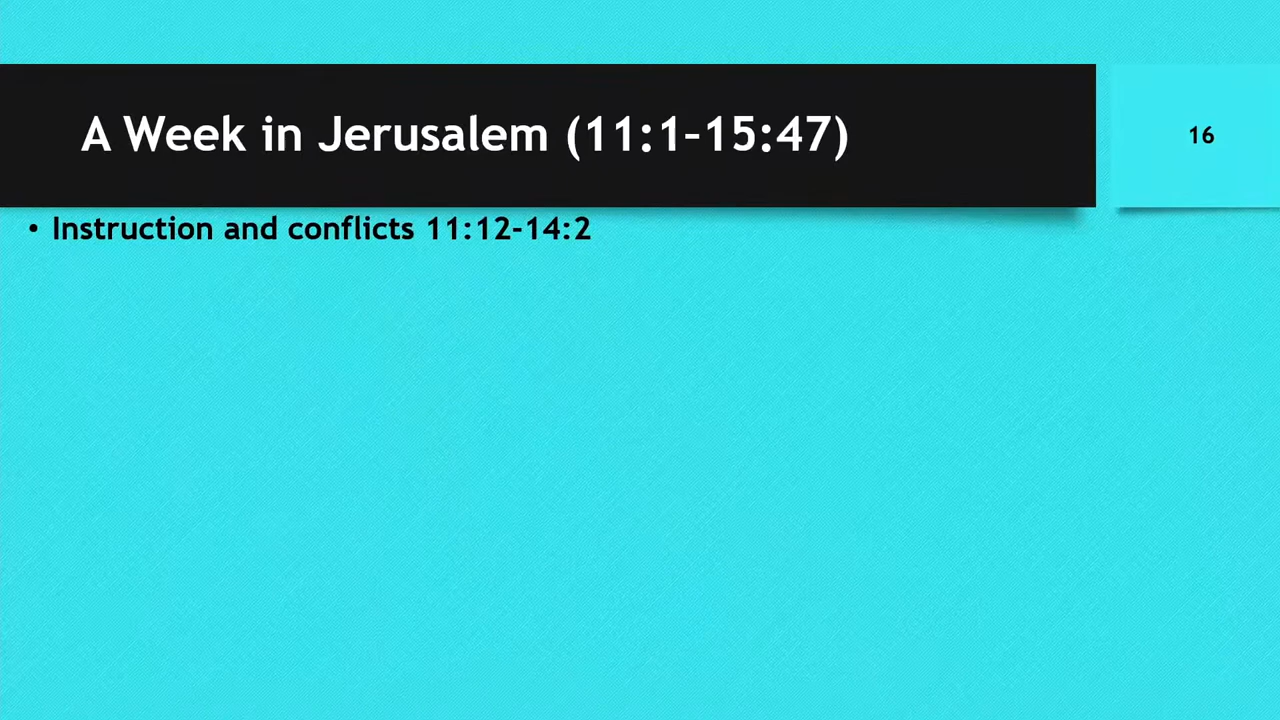 A Week in Jerusalem (11:1-15:47)
16
• Instruction and conflicts 11:12-14:2